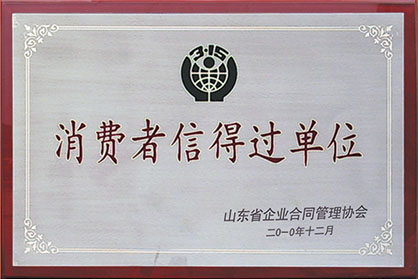 3·15
消费者信得过单位
山东省企业合同管理协会
二〇一〇年十二月